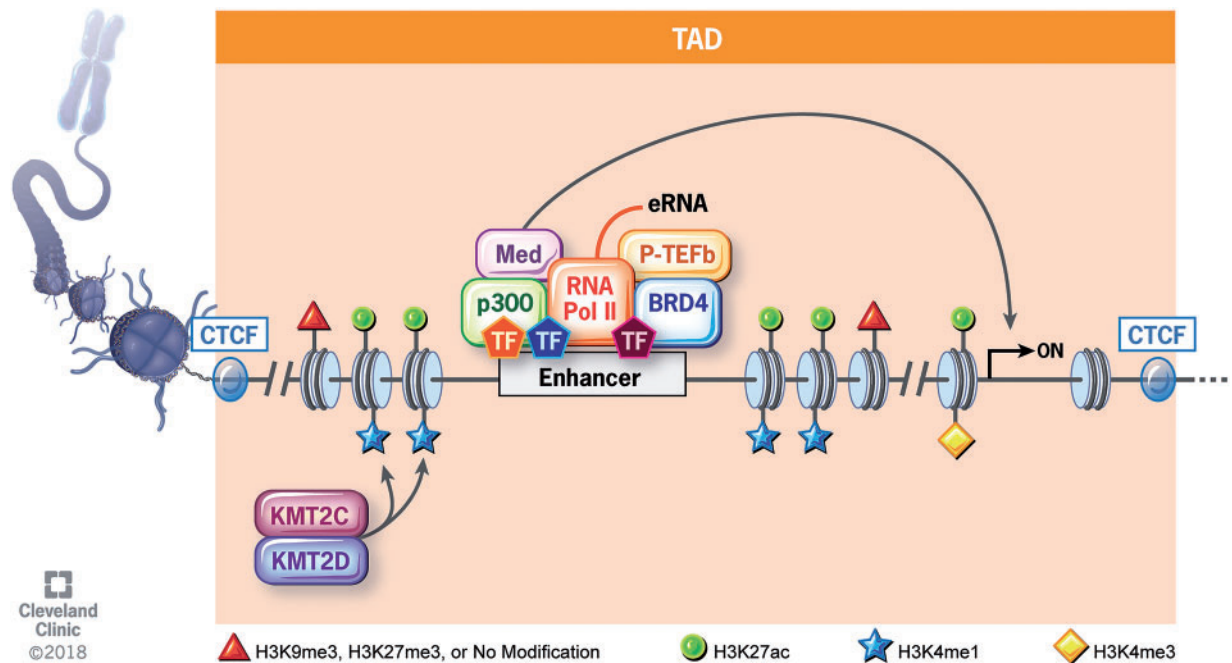 TAD
eRNA
Med
P-TEFb
p300
RNA
Pol II
BRD4
TF
TF
TF
CTCF
CTCF
ON
Enhancer
KMT2C
KMT2D
Cleveland
Clinic
©2018
H3K9me3, H3K27me3, or No Modification
H3K27ac
H3K4me1
H3K4me3